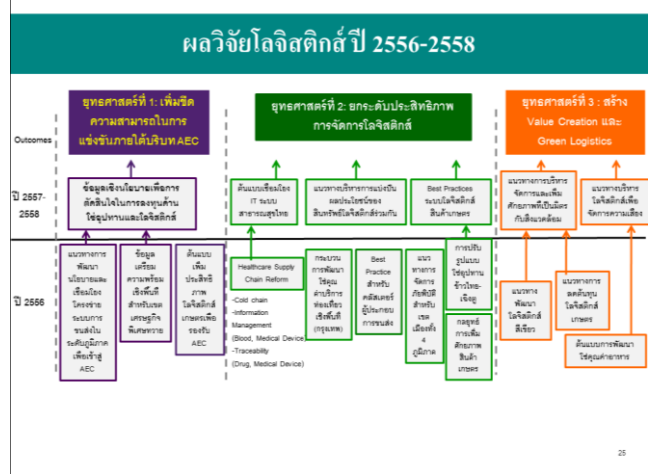 ผลวิจัยโลจิสติกส์ ปี 2556-2558
Outcomes
ยุทธศาสตร์ที่ 1: เพิ่มขีด
ความสามารถในการ
แข่งขันภายใต้บริบท AEC
ยุทธศาสตร์ที่ 2: ยกระดับประสิทธิภาพ
การจัดการโลจิสติกส์
ยุทธศาสตร์ที่ 3 : สร้าง
Value Creation และ
Green Logistics
ปี 2557-
2558
ข้อมูลเชิงนโยบายเพื่อการ
ตัดสินใจในการลงทุนด้าน
โซ่อุปทานและโลจิสติกส์
ต้นแบบเชื่อมโยง
IT ระบบ
สาธารณสุขไทย
แนวทางบริหารการแบ่งปัน
ผลประโยชน์ของ
สินทรัพย์โลจิสติกส์ร่วมกัน
Best Practices
ระบบโลจิสติกส์
สินค้าเกษตร
แนวทางการบริหาร
จัดการและเพิ่ม
ศักยภาพที่เป็นมิตร
กับสิ่งแวดล้อม
แนวทางบริหาร
โลจิสติกส์เพื่อ
จัดการความเสี่ยง
ปี 2556
แนวทางการ
พัฒนา
นโยบายและ
เชื่อมโยง
โครงข่าย
ระบบการ
ขนส่งใน
ระดับภูมิภาค
เพื่อเข้าสู่
AEC
ข้อมูล
เตรียม
ความพร้อม
เชิงพื้นที่
สำหรับเขต
เศรษฐกิจ
พิเศษทวาย
ต้นแบบ
เพิ่ม
ประสิทธิ
ภาพ
โลจิสติกส์
เกษตรเพื่อ
รองรับ
AEC
Healthcare Supply
Chain Reform
-Cold chain
-Information
Management
(Blood, Medical Device)
-Traceability
(Drug, Medical Device)
กระบวน
การพัฒนา
โซ่คุณ
ค่าบริการ
ท่องเที่ยว
เชิงพื้นที่
(กรุงเทพ)
Best
Practice
สำหรับ
คลัสเตอร์
ผู้ประกอบ
การขนส่ง
แนว
ทางการ
จัดการ
ภัยพิบัติ
สำหรับ
เขต
เมืองทั้ง
4
ภูมิภาค
การปรับ
รูปแบบ
โซ่อุปทาน
ข้าวไทย-
เชิงดู
กลยุทธ์
การเพิ่ม
ศักยภาพ
สินค้า
เกษตร
แนวทาง
พัฒนา
โลจิสติกส์
สีเขียว
แนวทางการ
ลดต้นทุน
โลจิสติกส์
เกษตร
ต้นแบบการพัฒนา
โซ่คุณค่าอาหาร
25